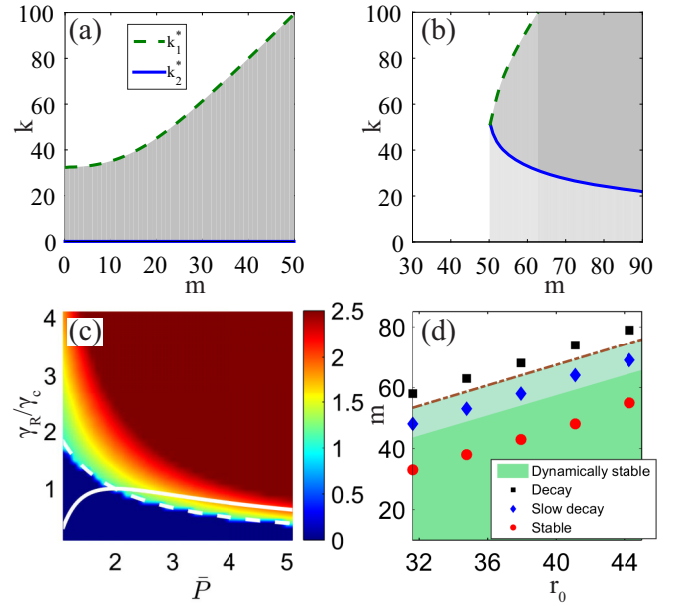 (a)
k₁*
k₂*
100
80
60
40
20
0
k
0 10 20 30 40 50
m
(b)
100
80
60
40
20
0
k
30 40 50 60 70 80 90
m
(c)
4
3
2
1
γR/γc
2 3 4 5
P̄
2.5
2
1.5
1
0.5
0
(d)
80
60
40
20
m
32 36 40 44
r₀
Dynamically stable
Decay
Slow decay
Stable